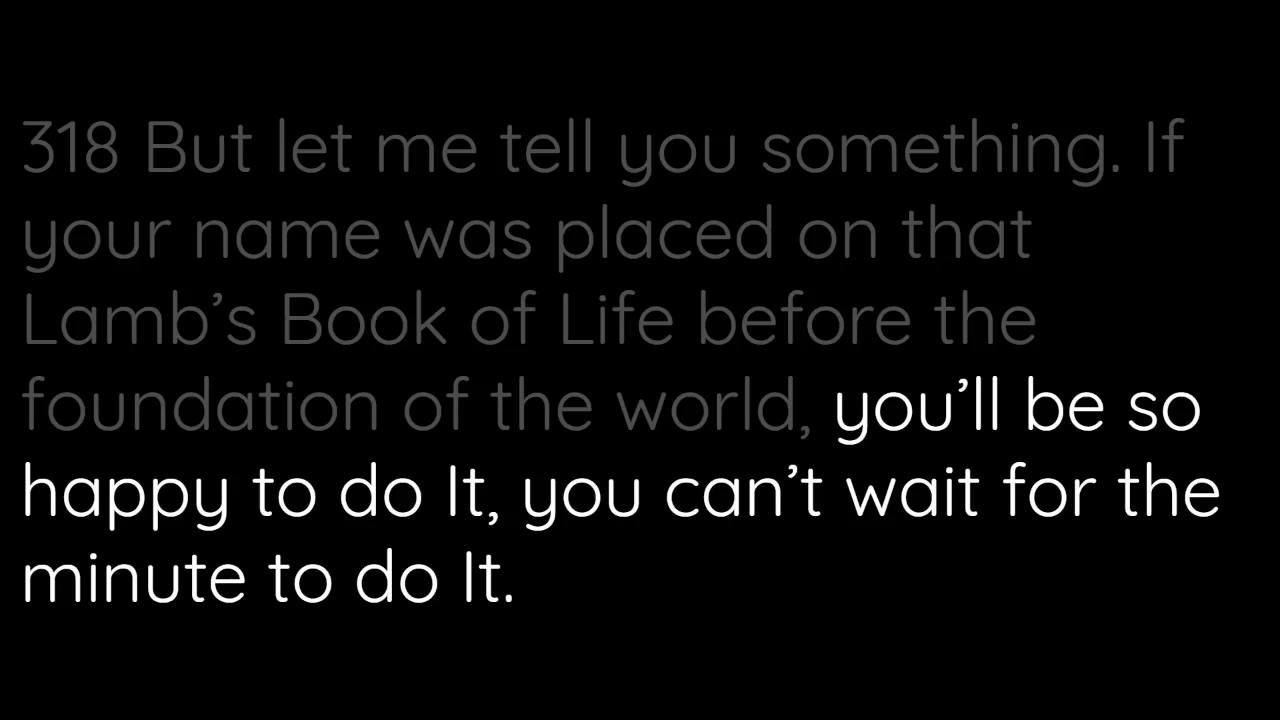 318 But let me tell you something. If
your name was placed on that
Lamb’s Book of Life before the
foundation of the world, you’ll be so
happy to do It, you can’t wait for the
minute to do It.